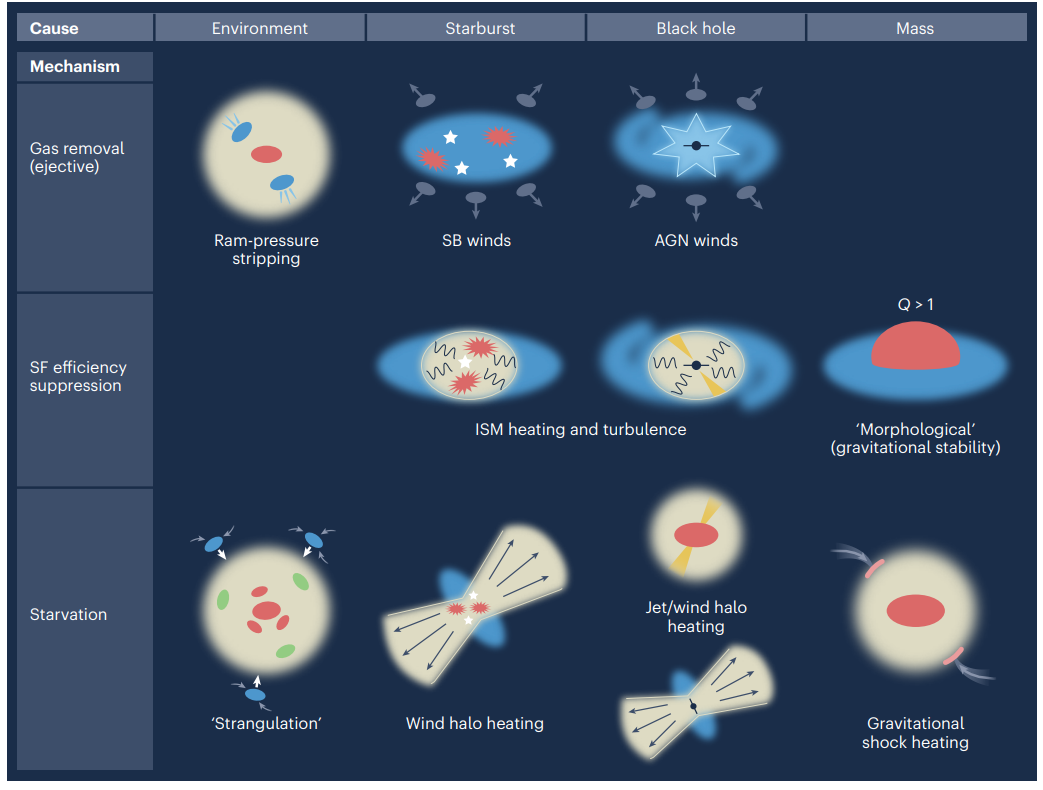 Cause
Environment
Starburst
Black hole
Mass
Mechanism
Gas removal
(ejective)
Ram-pressure
stripping
SB winds
AGN winds
SF efficiency
suppression
Q > 1
ISM heating and turbulence
‘Morphological’
(gravitational stability)
Starvation
‘Strangulation’
Wind halo heating
Jet/wind halo
heating
Gravitational
shock heating